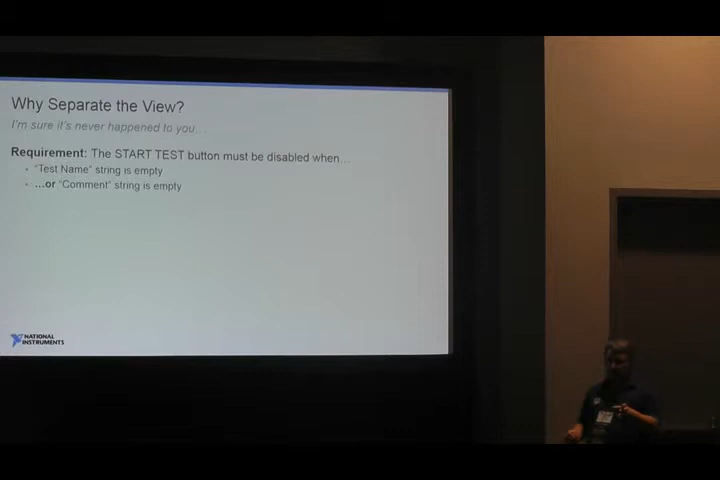 Why Separate the View?
I'm sure it's never happened to you...
Requirement: The START TEST button must be disabled when...
"Test Name" string is empty
...or "Comment" string is empty
NATIONAL
INSTRUMENTS